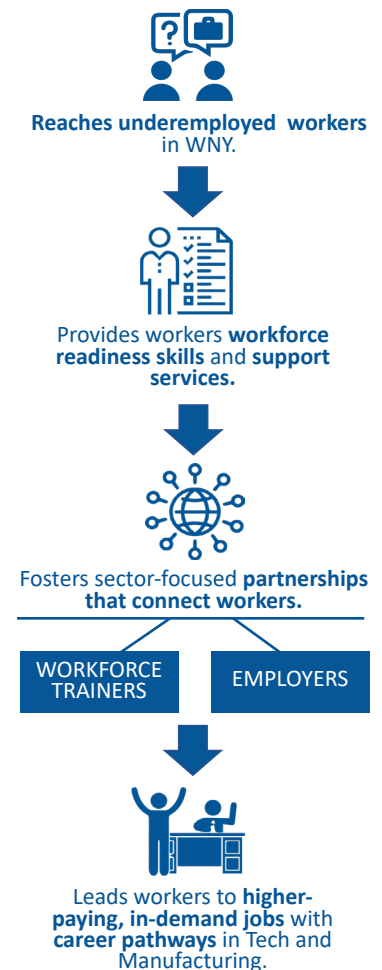 ?
Reaches underemployed workers
in WNY.
Provides workers workforce
readiness skills and support
services.
Fosters sector-focused partnerships
that connect workers.
WORKFORCE
TRAINERS
EMPLOYERS
Leads workers to higher-
paying, in-demand jobs with
career pathways in Tech and
Manufacturing.